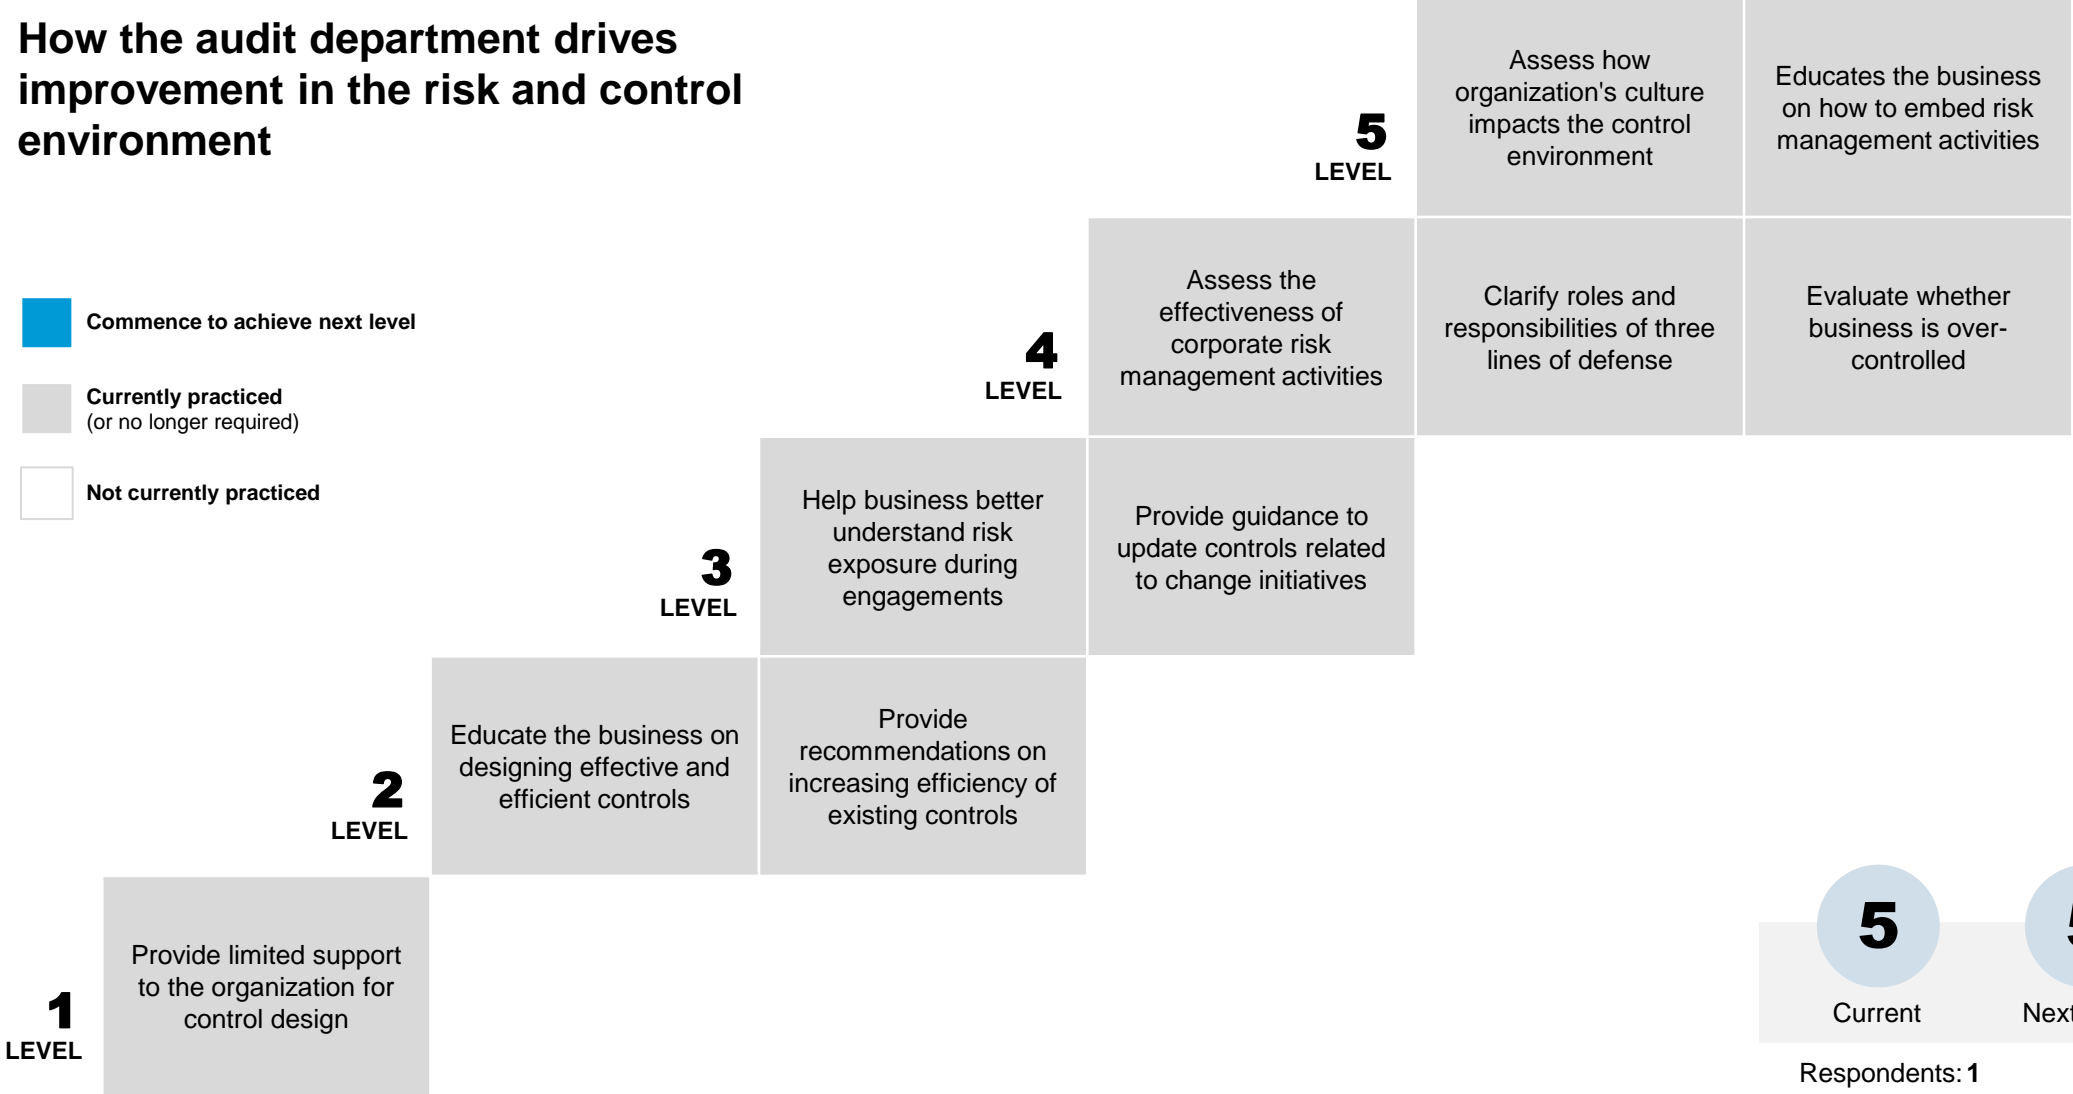 How the audit department drives
improvement in the risk and control
environment
Commence to achieve next level
Currently practiced
(or no longer required)
Not currently practiced
5
LEVEL
Assess how
organization's culture
impacts the control
environment
Educates the business
on how to embed risk
management activities
4
LEVEL
Assess the
effectiveness of
corporate risk
management activities
Clarify roles and
responsibilities of three
lines of defense
Evaluate whether
business is over-
controlled
3
LEVEL
Help business better
understand risk
exposure during
engagements
Provide guidance to
update controls related
to change initiatives
2
LEVEL
Educate the business on
designing effective and
efficient controls
Provide
recommendations on
increasing efficiency of
existing controls
1
LEVEL
Provide limited support
to the organization for
control design
5
Current
Next
Respondents: 1